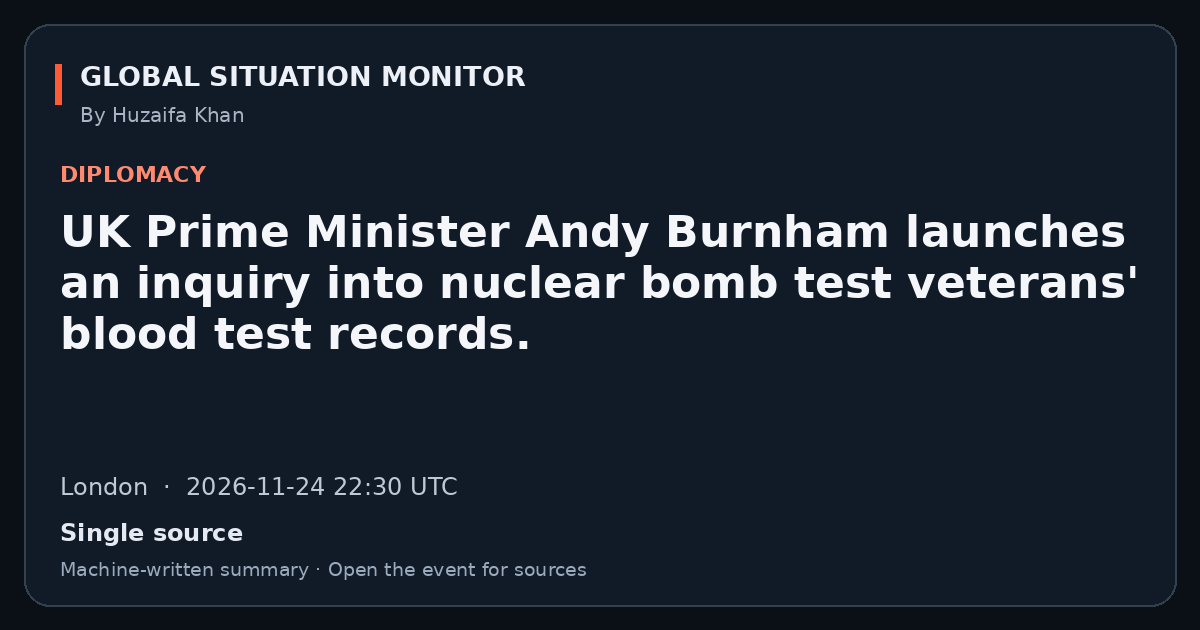 GLOBAL SITUATION MONITOR
By Huzaifa Khan
DIPLOMACY
UK Prime Minister Andy Burnham launches
an inquiry into nuclear bomb test veterans'
blood test records.
London · 2026-11-24 22:30 UTC
Single source
Machine-written summary · Open the event for sources